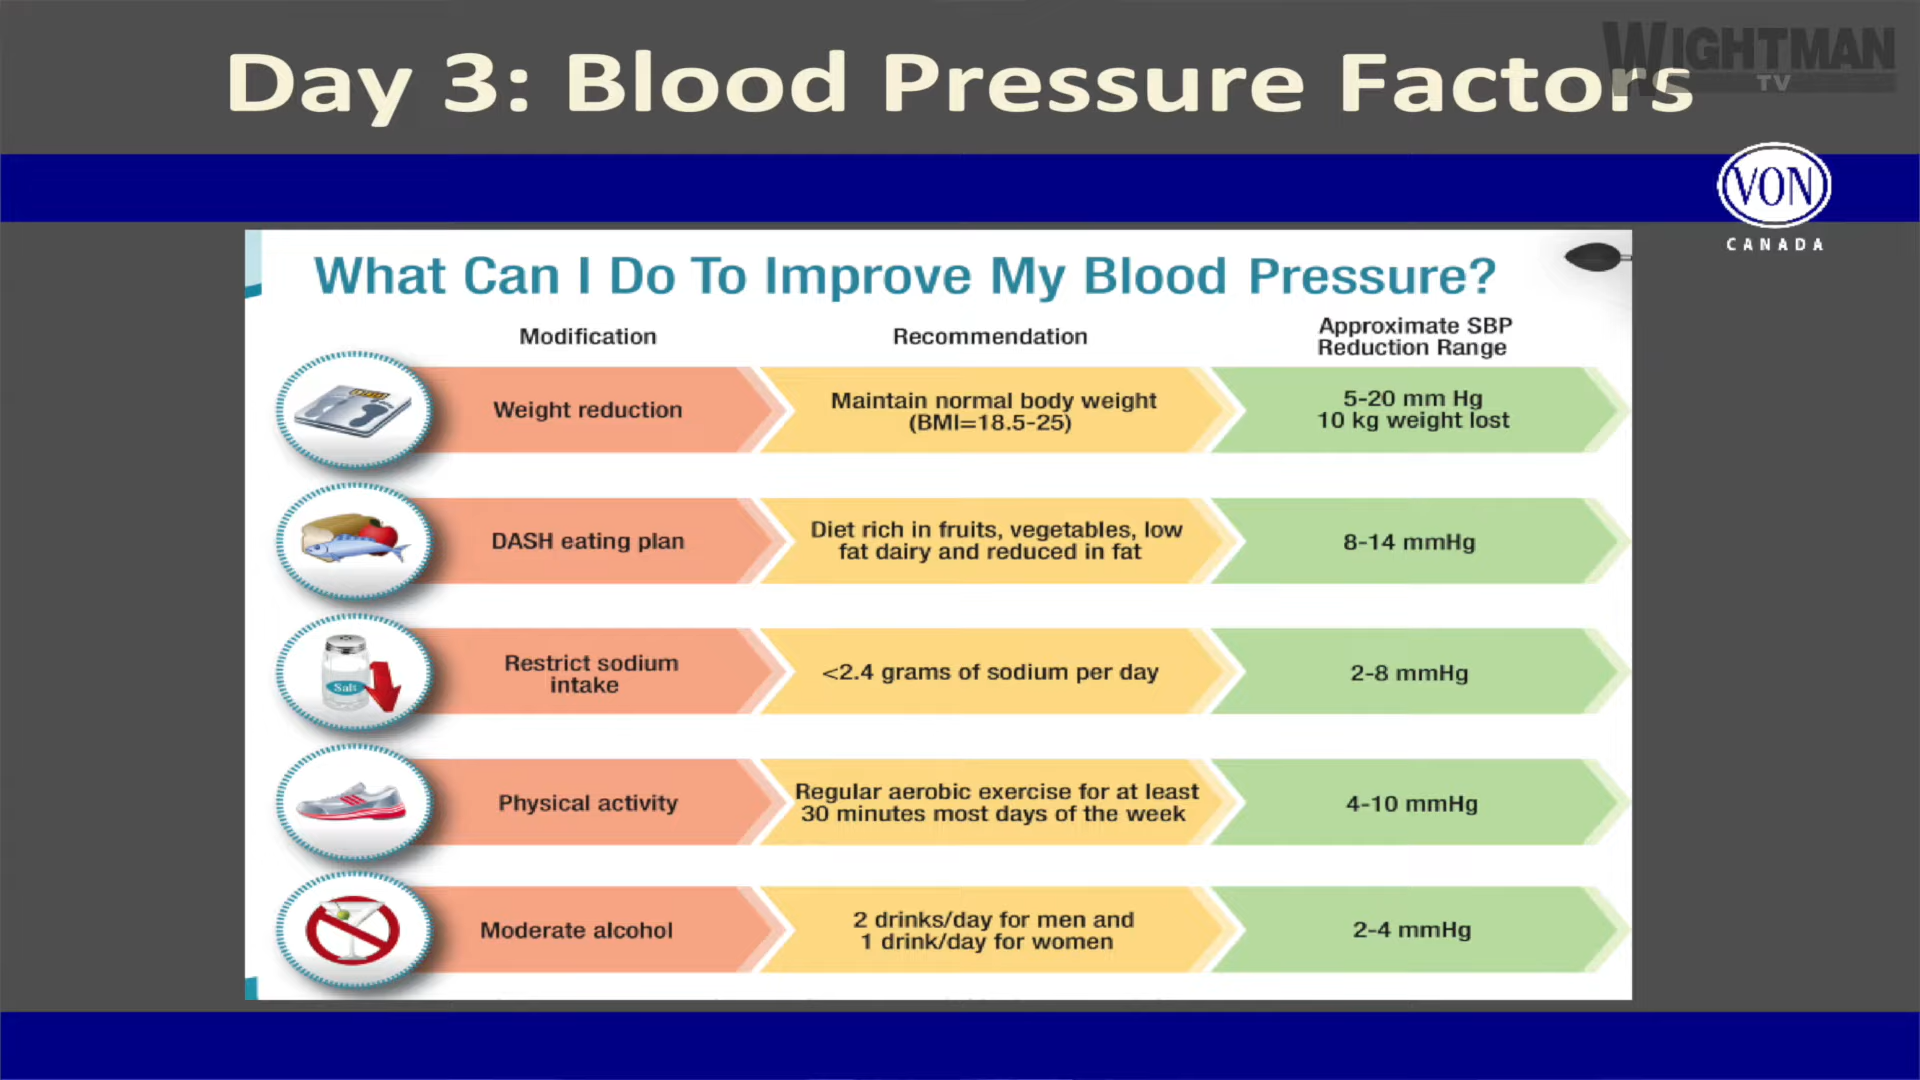 Day 3: Blood Pressure Factors
WIGHTMAN
TV
VON
CANADA
What Can I Do To Improve My Blood Pressure?
Modification
Recommendation
Approximate SBP
Reduction Range
Weight reduction
Maintain normal body weight
(BMI=18.5-25)
5-20 mm Hg
10 kg weight lost
DASH eating plan
Diet rich in fruits, vegetables, low
fat dairy and reduced in fat
8-14 mmHg
Salt
Restrict sodium
intake
<2.4 grams of sodium per day
2-8 mmHg
Physical activity
Regular aerobic exercise for at least
30 minutes most days of the week
4-10 mmHg
Moderate alcohol
2 drinks/day for men and
1 drink/day for women
2-4 mmHg